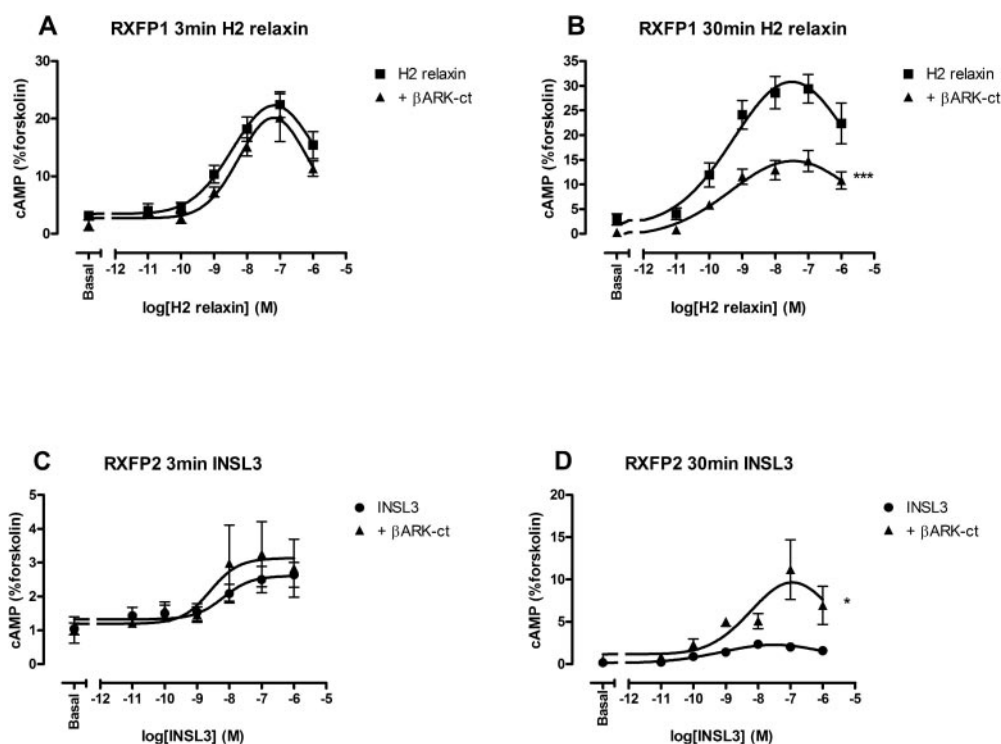 A
RXFP1 3min H2 relaxin
cAMP (%forskolin)
30
20
10
0
H2 relaxin
+ βARK-ct
Basal
-12 -11 -10 -9 -8 -7 -6 -5
log[H2 relaxin] (M)
B
RXFP1 30min H2 relaxin
cAMP (%forskolin)
35
30
25
20
15
10
5
0
H2 relaxin
+ βARK-ct
***
Basal
-12 -11 -10 -9 -8 -7 -6 -5
log[H2 relaxin] (M)
C
RXFP2 3min INSL3
cAMP (%forskolin)
5
4
3
2
1
0
INSL3
+ βARK-ct
Basal
-12 -11 -10 -9 -8 -7 -6 -5
log[INSL3] (M)
D
RXFP2 30min INSL3
cAMP (%forskolin)
20
15
10
5
0
INSL3
+ βARK-ct
*
Basal
-12 -11 -10 -9 -8 -7 -6 -5
log[INSL3] (M)